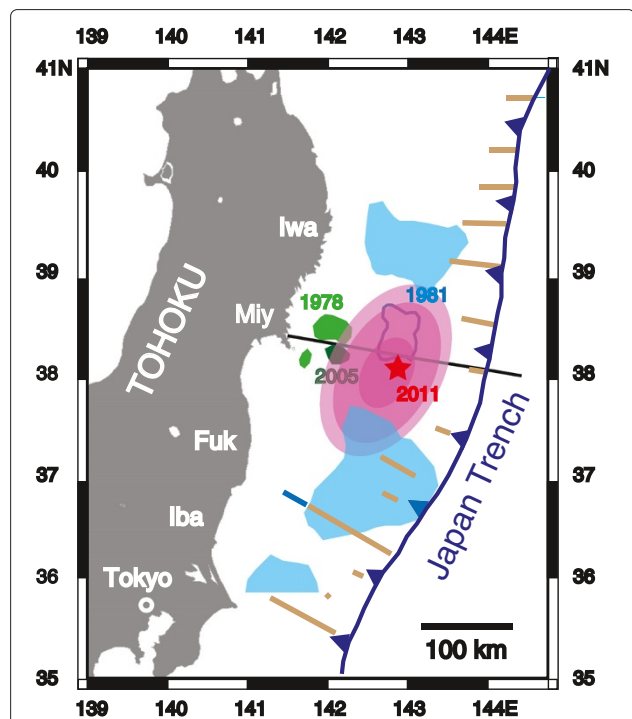 139 140 141 142 143 144E
41N 41N
40 40
Iwa
39 39
1978 1981
Miy
TOHOKU
2005
38 38
2011
Fuk
37 37
Japan Trench
Iba
Tokyo
36 36
100 km
35 35
139 140 141 142 143 144E